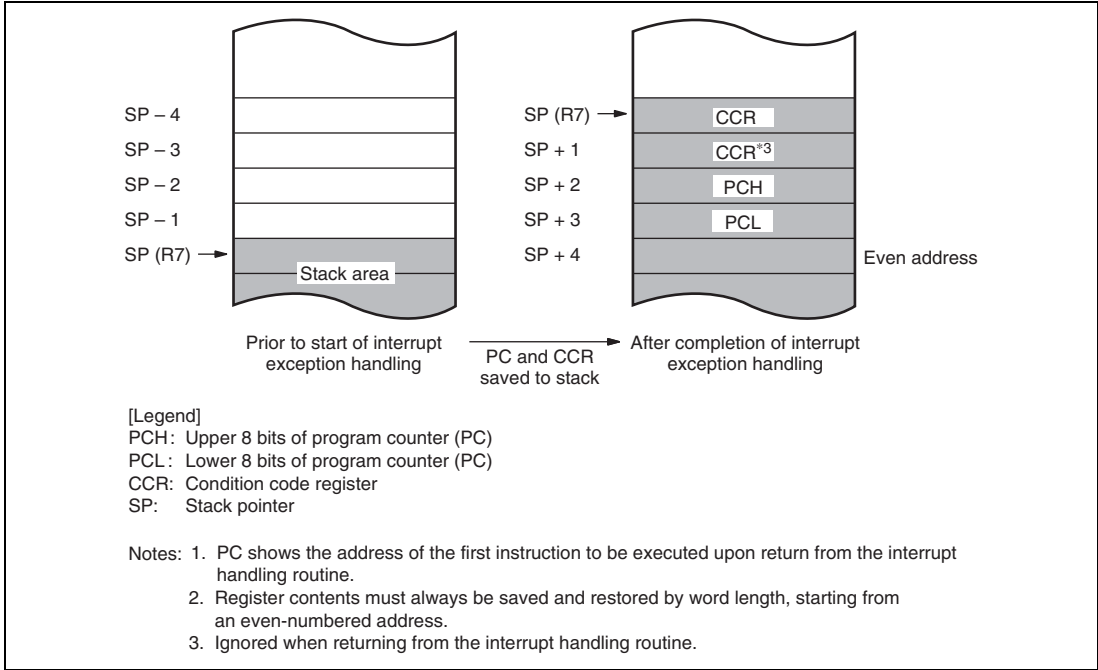 SP – 4
SP – 3
SP – 2
SP – 1
SP (R7)
Stack area
SP (R7)
SP + 1
SP + 2
SP + 3
SP + 4
CCR
CCR*3
PCH
PCL
Even address
Prior to start of interrupt
exception handling
PC and CCR
saved to stack
After completion of interrupt
exception handling
[Legend]
PCH: Upper 8 bits of program counter (PC)
PCL: Lower 8 bits of program counter (PC)
CCR: Condition code register
SP: Stack pointer
Notes: 1. PC shows the address of the first instruction to be executed upon return from the interrupt
handling routine.
2. Register contents must always be saved and restored by word length, starting from
an even-numbered address.
3. Ignored when returning from the interrupt handling routine.